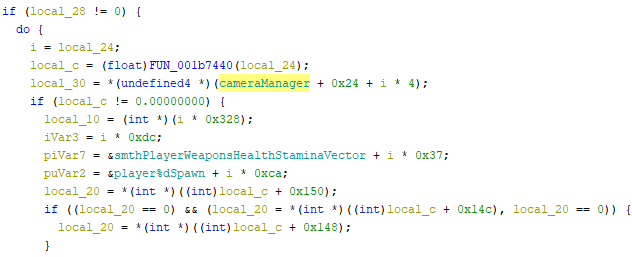 if (local_28 != 0) {
do {
i = local_24;
local_c = (float)FUN_001b7440(local_24);
local_30 = *(undefined4 *)(cameraManager + 0x24 + i * 4);
if (local_c != 0.00000000) {
local_10 = (int *)(i * 0x328);
iVar3 = i * 0xdc;
piVar7 = &smthPlayerWeaponsHealthStaminaVector + i * 0x37;
puVar2 = &player%dSpawn + i * 0xca;
local_20 = *(int *)((int)local_c + 0x150);
if ((local_20 == 0) && (local_20 = *(int *)((int)local_c + 0x14c), local_20 == 0)) {
local_20 = *(int *)((int)local_c + 0x148);
}